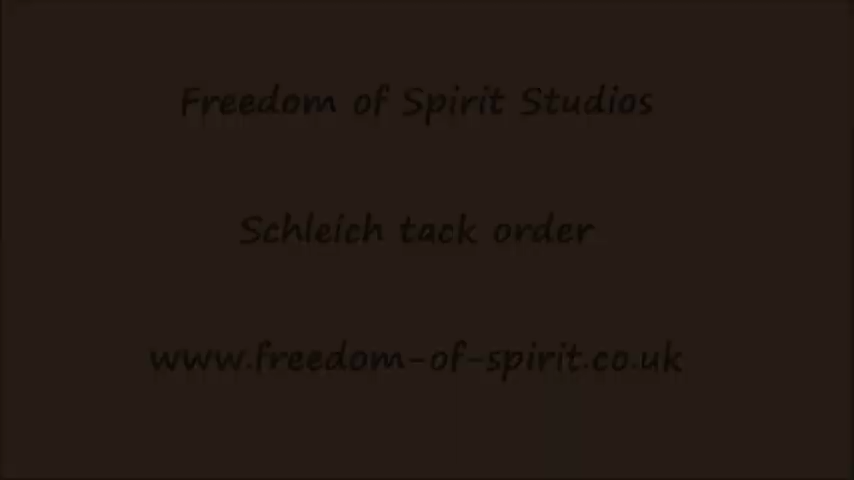 Freedom of Spirit Studios
Schleich tack order
www.freedom-of-spirit.co.uk